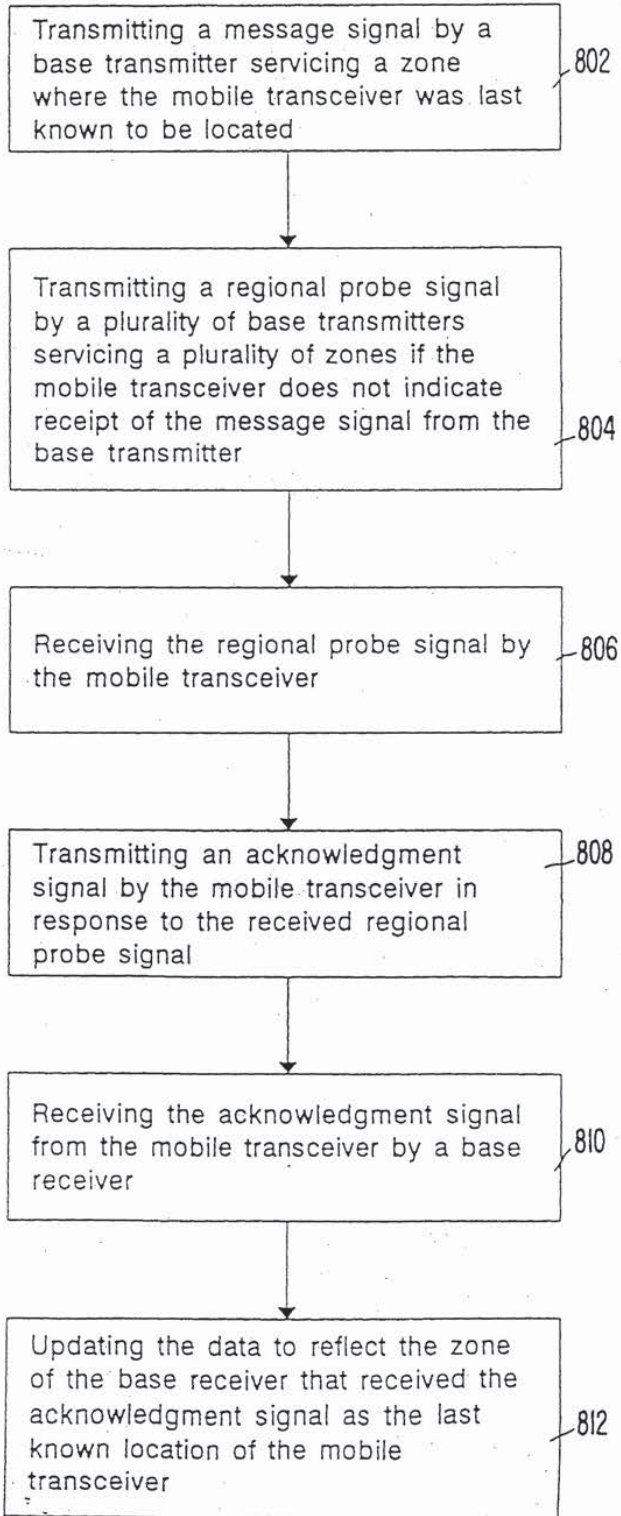 Transmitting a message signal by a
base transmitter servicing a zone
where the mobile transceiver was last
known to be located
802
Transmitting a regional probe signal
by a plurality of base transmitters
servicing a plurality of zones if the
mobile transceiver does not indicate
receipt of the message signal from the
base transmitter
804
Receiving the regional probe signal by
the mobile transceiver
806
Transmitting an acknowledgment
signal by the mobile transceiver in
response to the received regional
probe signal
808
Receiving the acknowledgment signal
from the mobile transceiver by a base
receiver
810
Updating the data to reflect the zone
of the base receiver that received the
acknowledgment signal as the last
known location of the mobile
transceiver
812